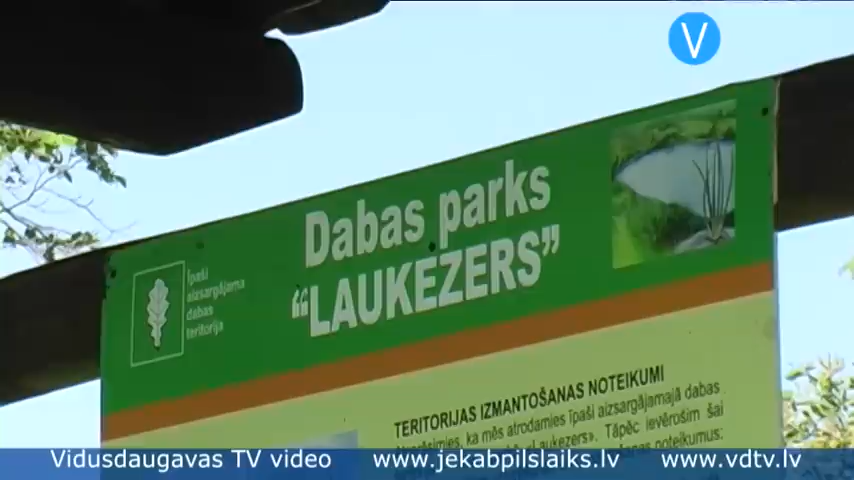 V
Dabas parks
“LAUKEZERS”
Īpaši
aizsargājama
dabas
teritorija
TERITORIJAS IZMANTOŠANAS NOTEIKUMI
ka mēs atrodamies īpaši aizsargājamā dabas
Laukezers». Tāpēc ievērosim šai
noteikumus:
Vidusdaugavas TV video www.jekabpilslaiks.lv www.vdtv.lv